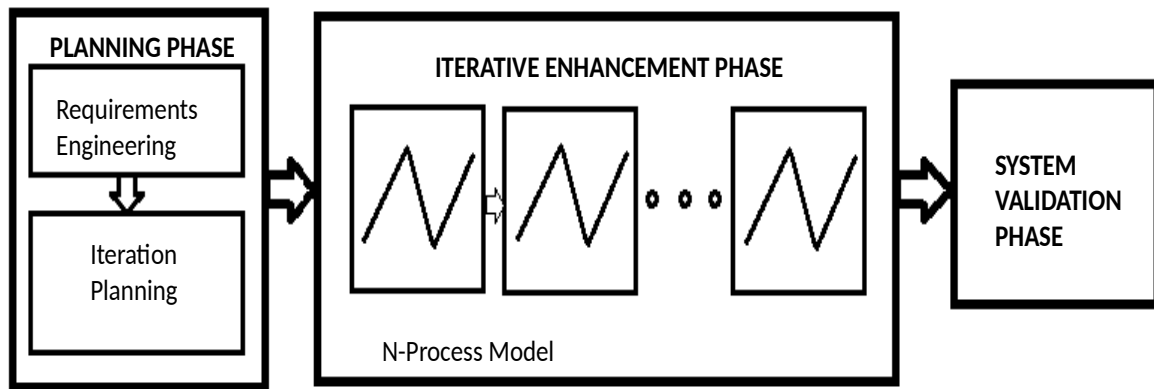 PLANNING PHASE
Requirements
Engineering
Iteration
Planning
ITERATIVE ENHANCEMENT PHASE
N-Process Model
SYSTEM
VALIDATION
PHASE